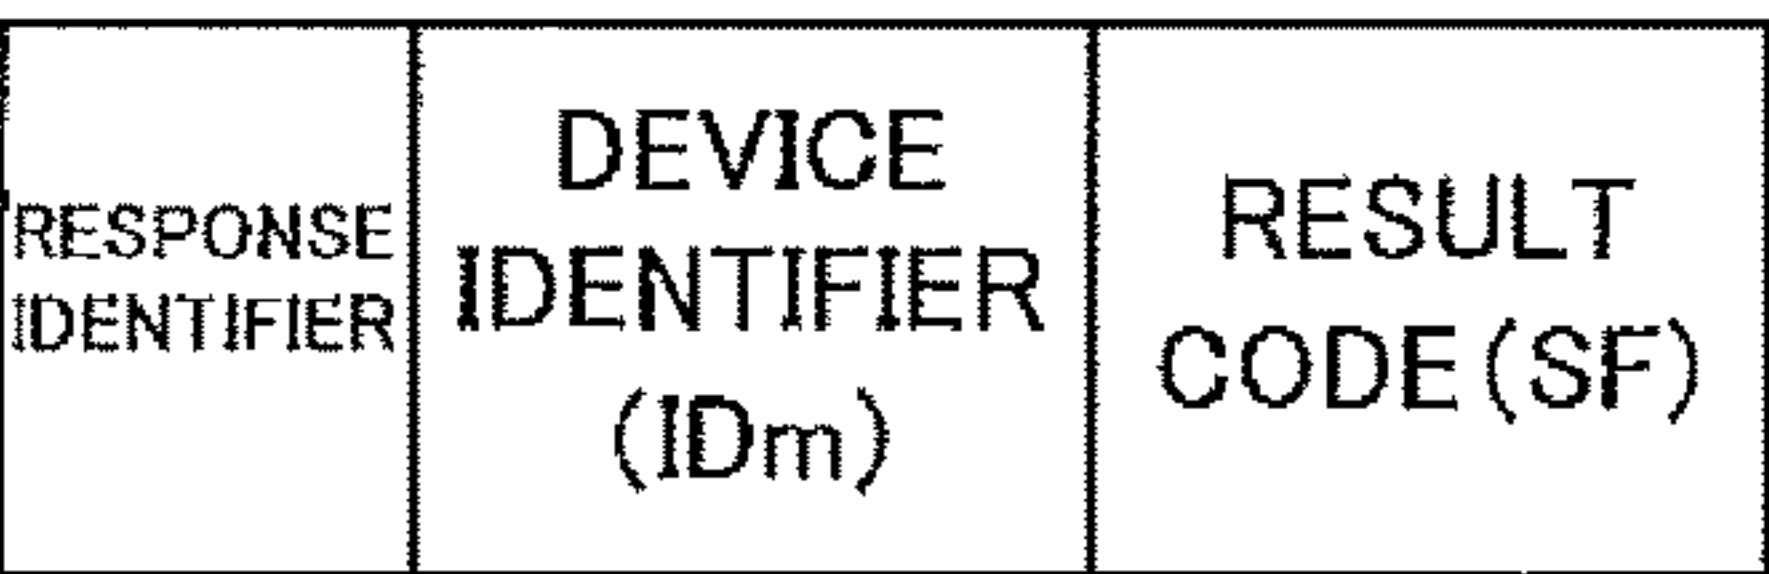 RESPONSE
IDENTIFIER
DEVICE
IDENTIFIER
(IDm)
RESULT
CODE(SF)